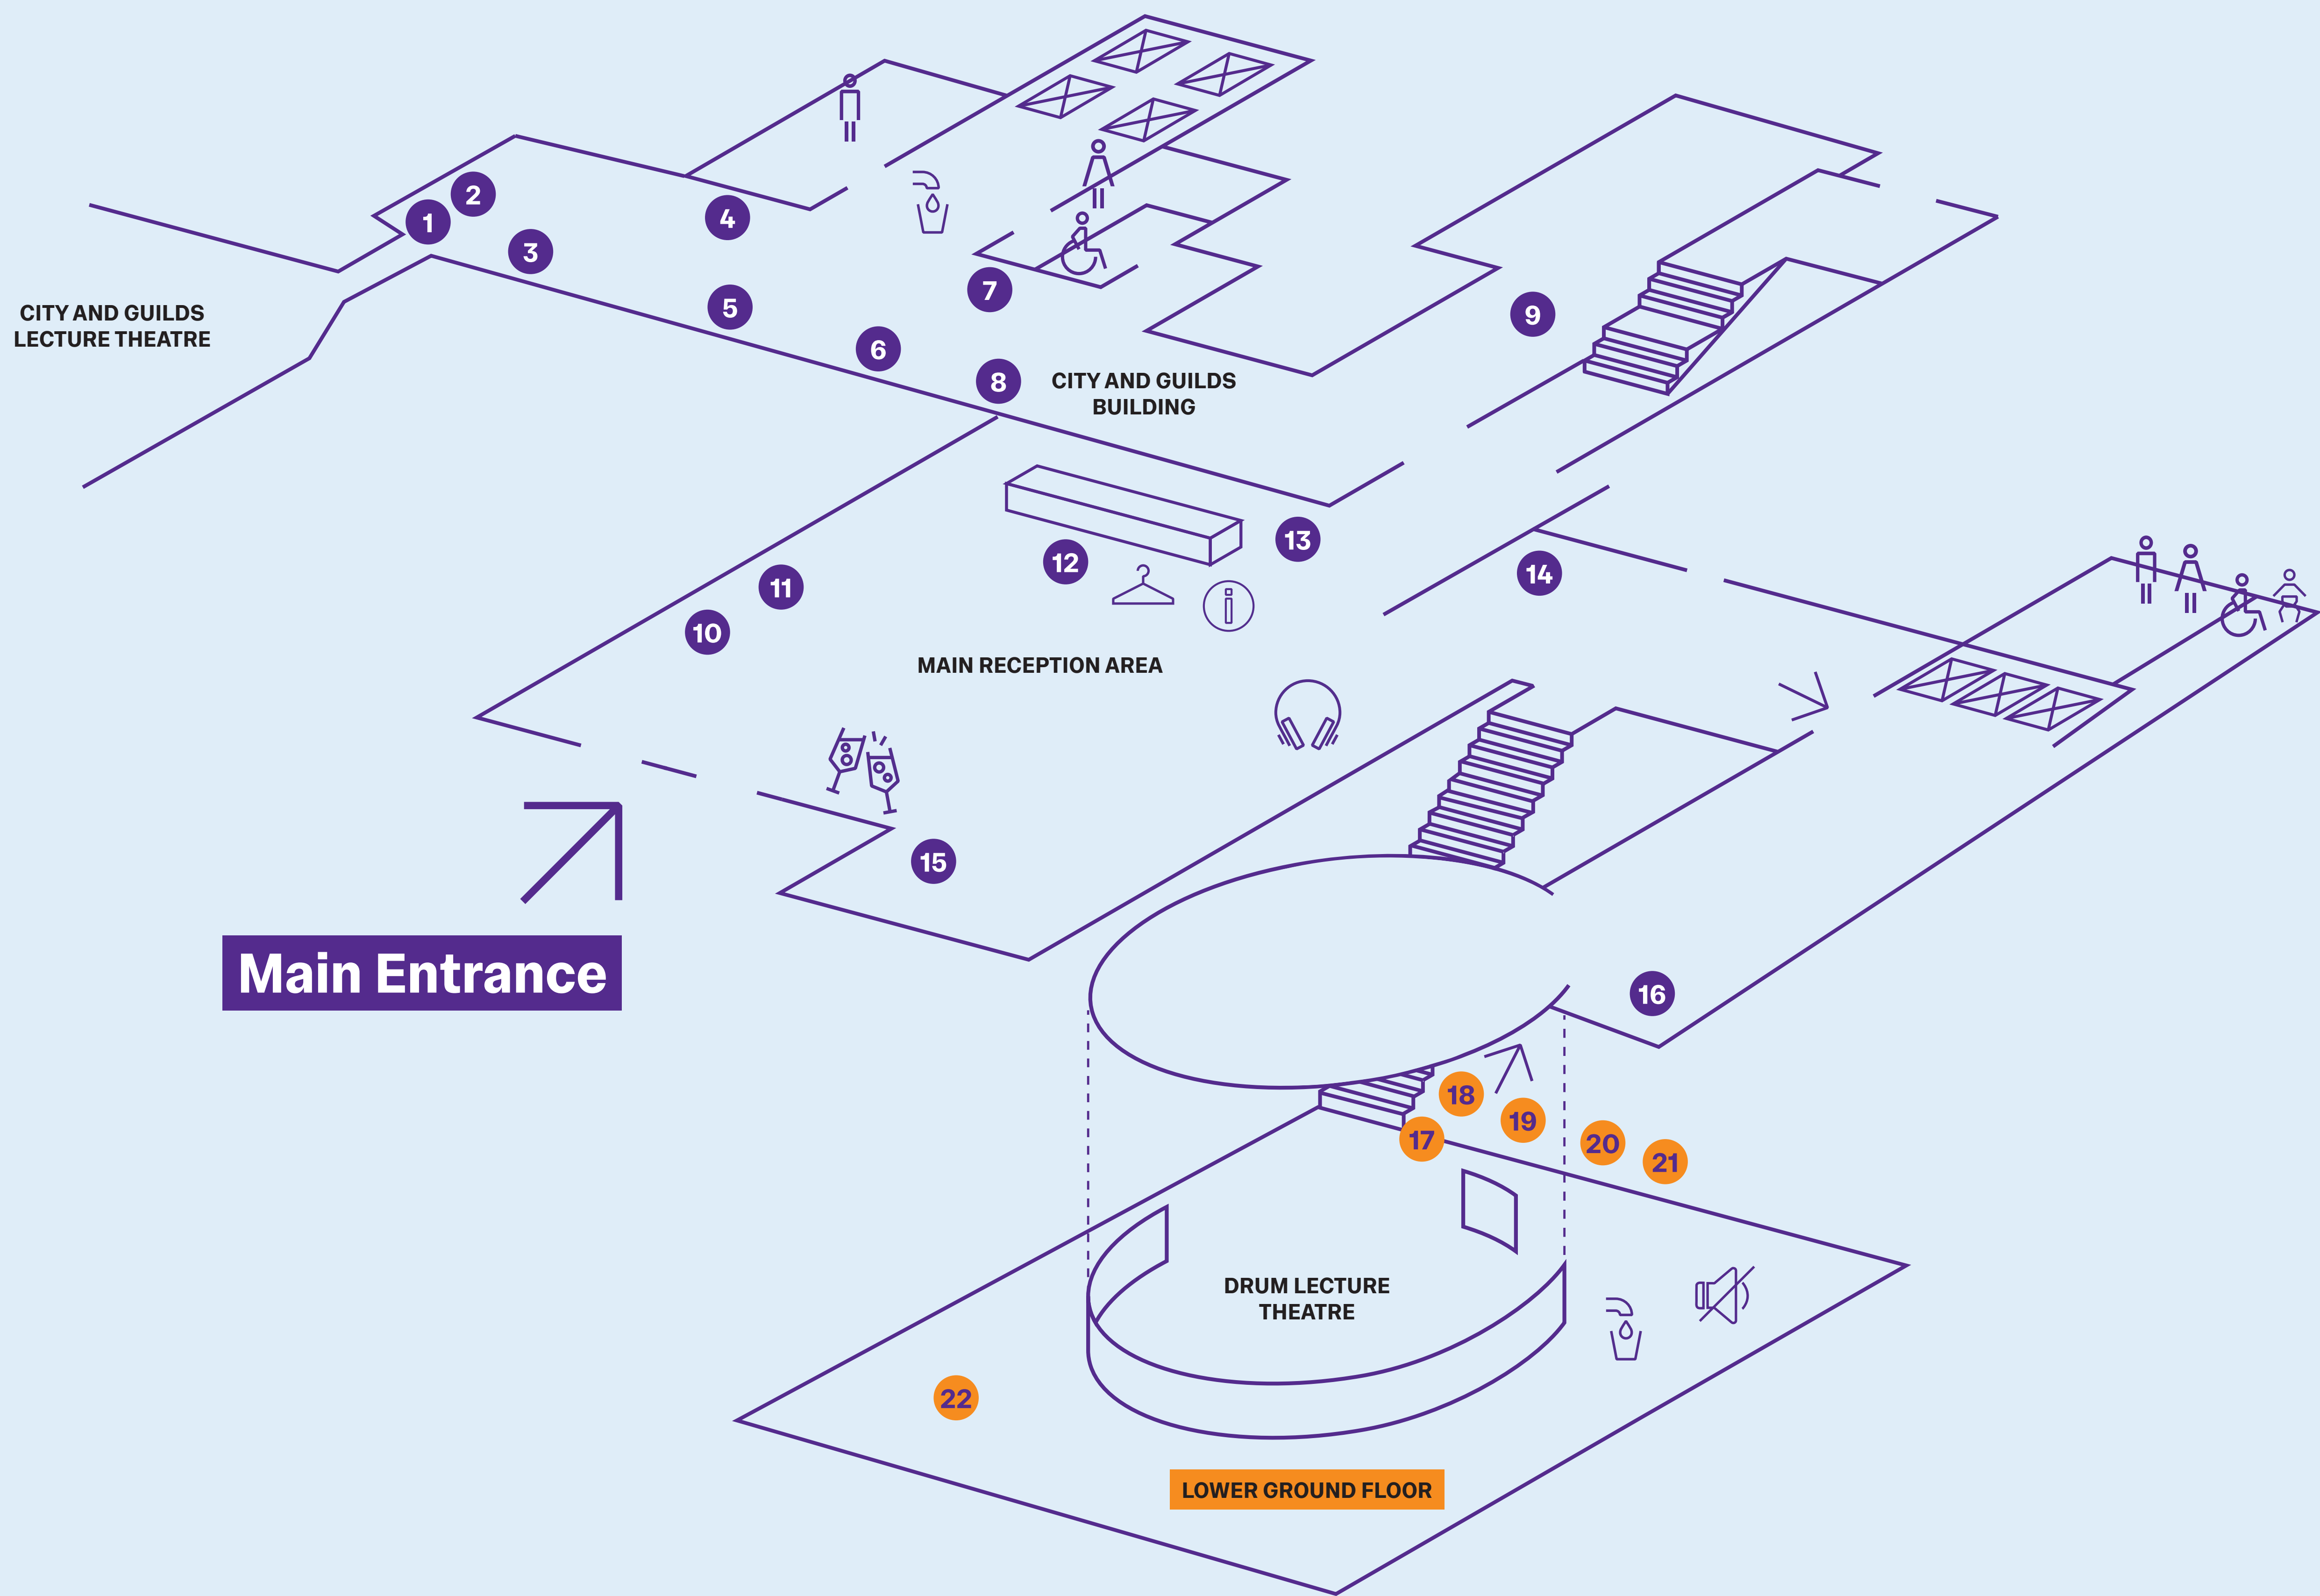 2
1
4
3
7
5
9
6
CITY AND GUILDS
LECTURE THEATRE
8
CITY AND GUILDS
BUILDING
13
12
14
11
10
MAIN RECEPTION AREA
15
Main Entrance
16
18
19
17
20
21
DRUM LECTURE
THEATRE
22
LOWER GROUND FLOOR